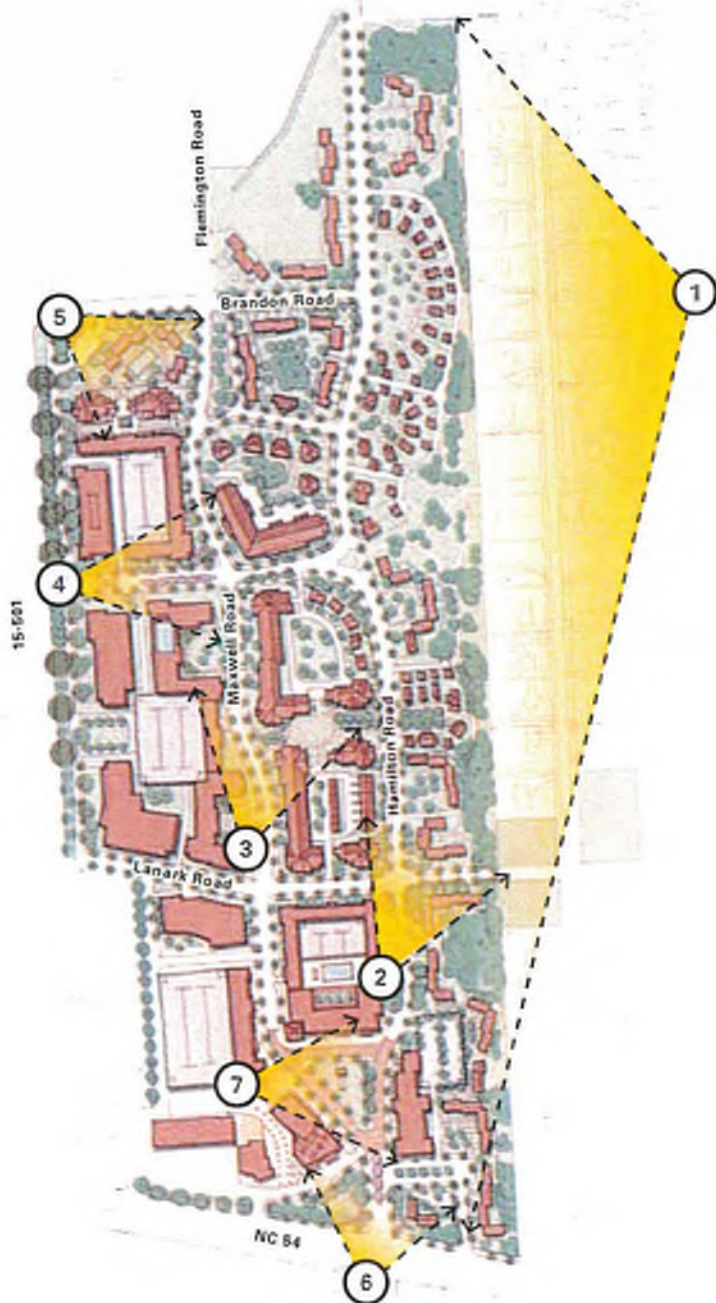 Flemington Road
1
5
Brandon Road
4
15-501
Maxwell Road
Hamilton Road
3
Lanark Road
2
7
NC 54
6